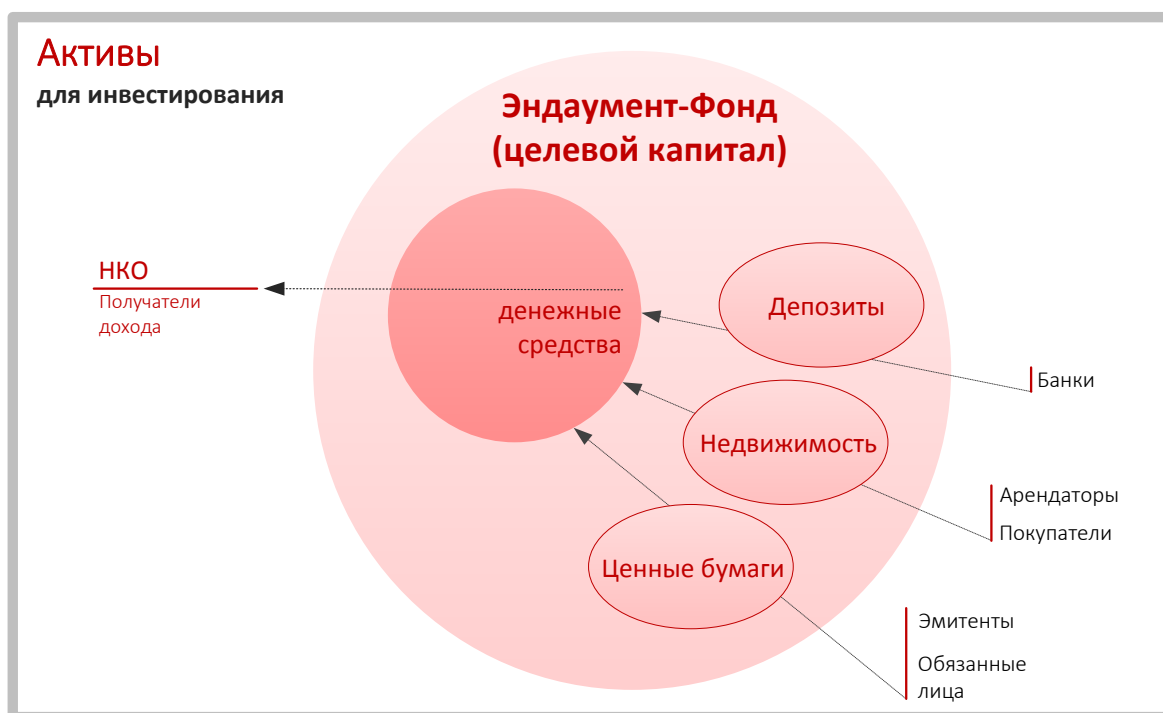 Активы
для инвестирования
Эндаумент-Фонд
(целевой капитал)
НКО
Получатели
дохода
денежные
средства
Депозиты
Банки
Недвижимость
Арендаторы
Покупатели
Ценные бумаги
Эмитенты
Обязанные
лица